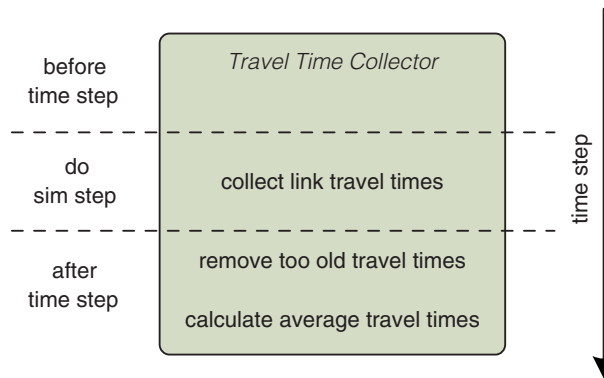 Travel Time Collector
before
time step
do
sim step
collect link travel times
after
time step
remove too old travel times
calculate average travel times
time step